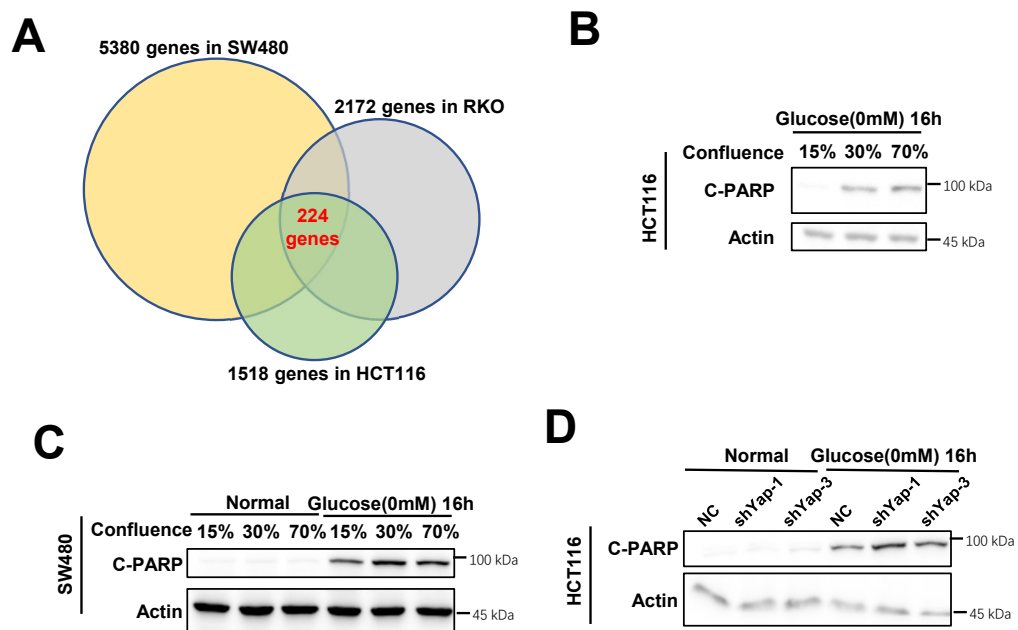 A
5380 genes in SW480
2172 genes in RKO
224
genes
1518 genes in HCT116
B
Glucose(0mM) 16h
Confluence 15% 30% 70%
HCT116
C-PARP
100 kDa
Actin
45 kDa
C
Normal Glucose(0mM) 16h
Confluence 15% 30% 70% 15% 30% 70%
SW480
C-PARP
100 kDa
Actin
45 kDa
D
Normal Glucose(0mM) 16h
NC shYap-1 shYap-3 NC shYap-1 shYap-3
HCT116
C-PARP
100 kDa
Actin
45 kDa